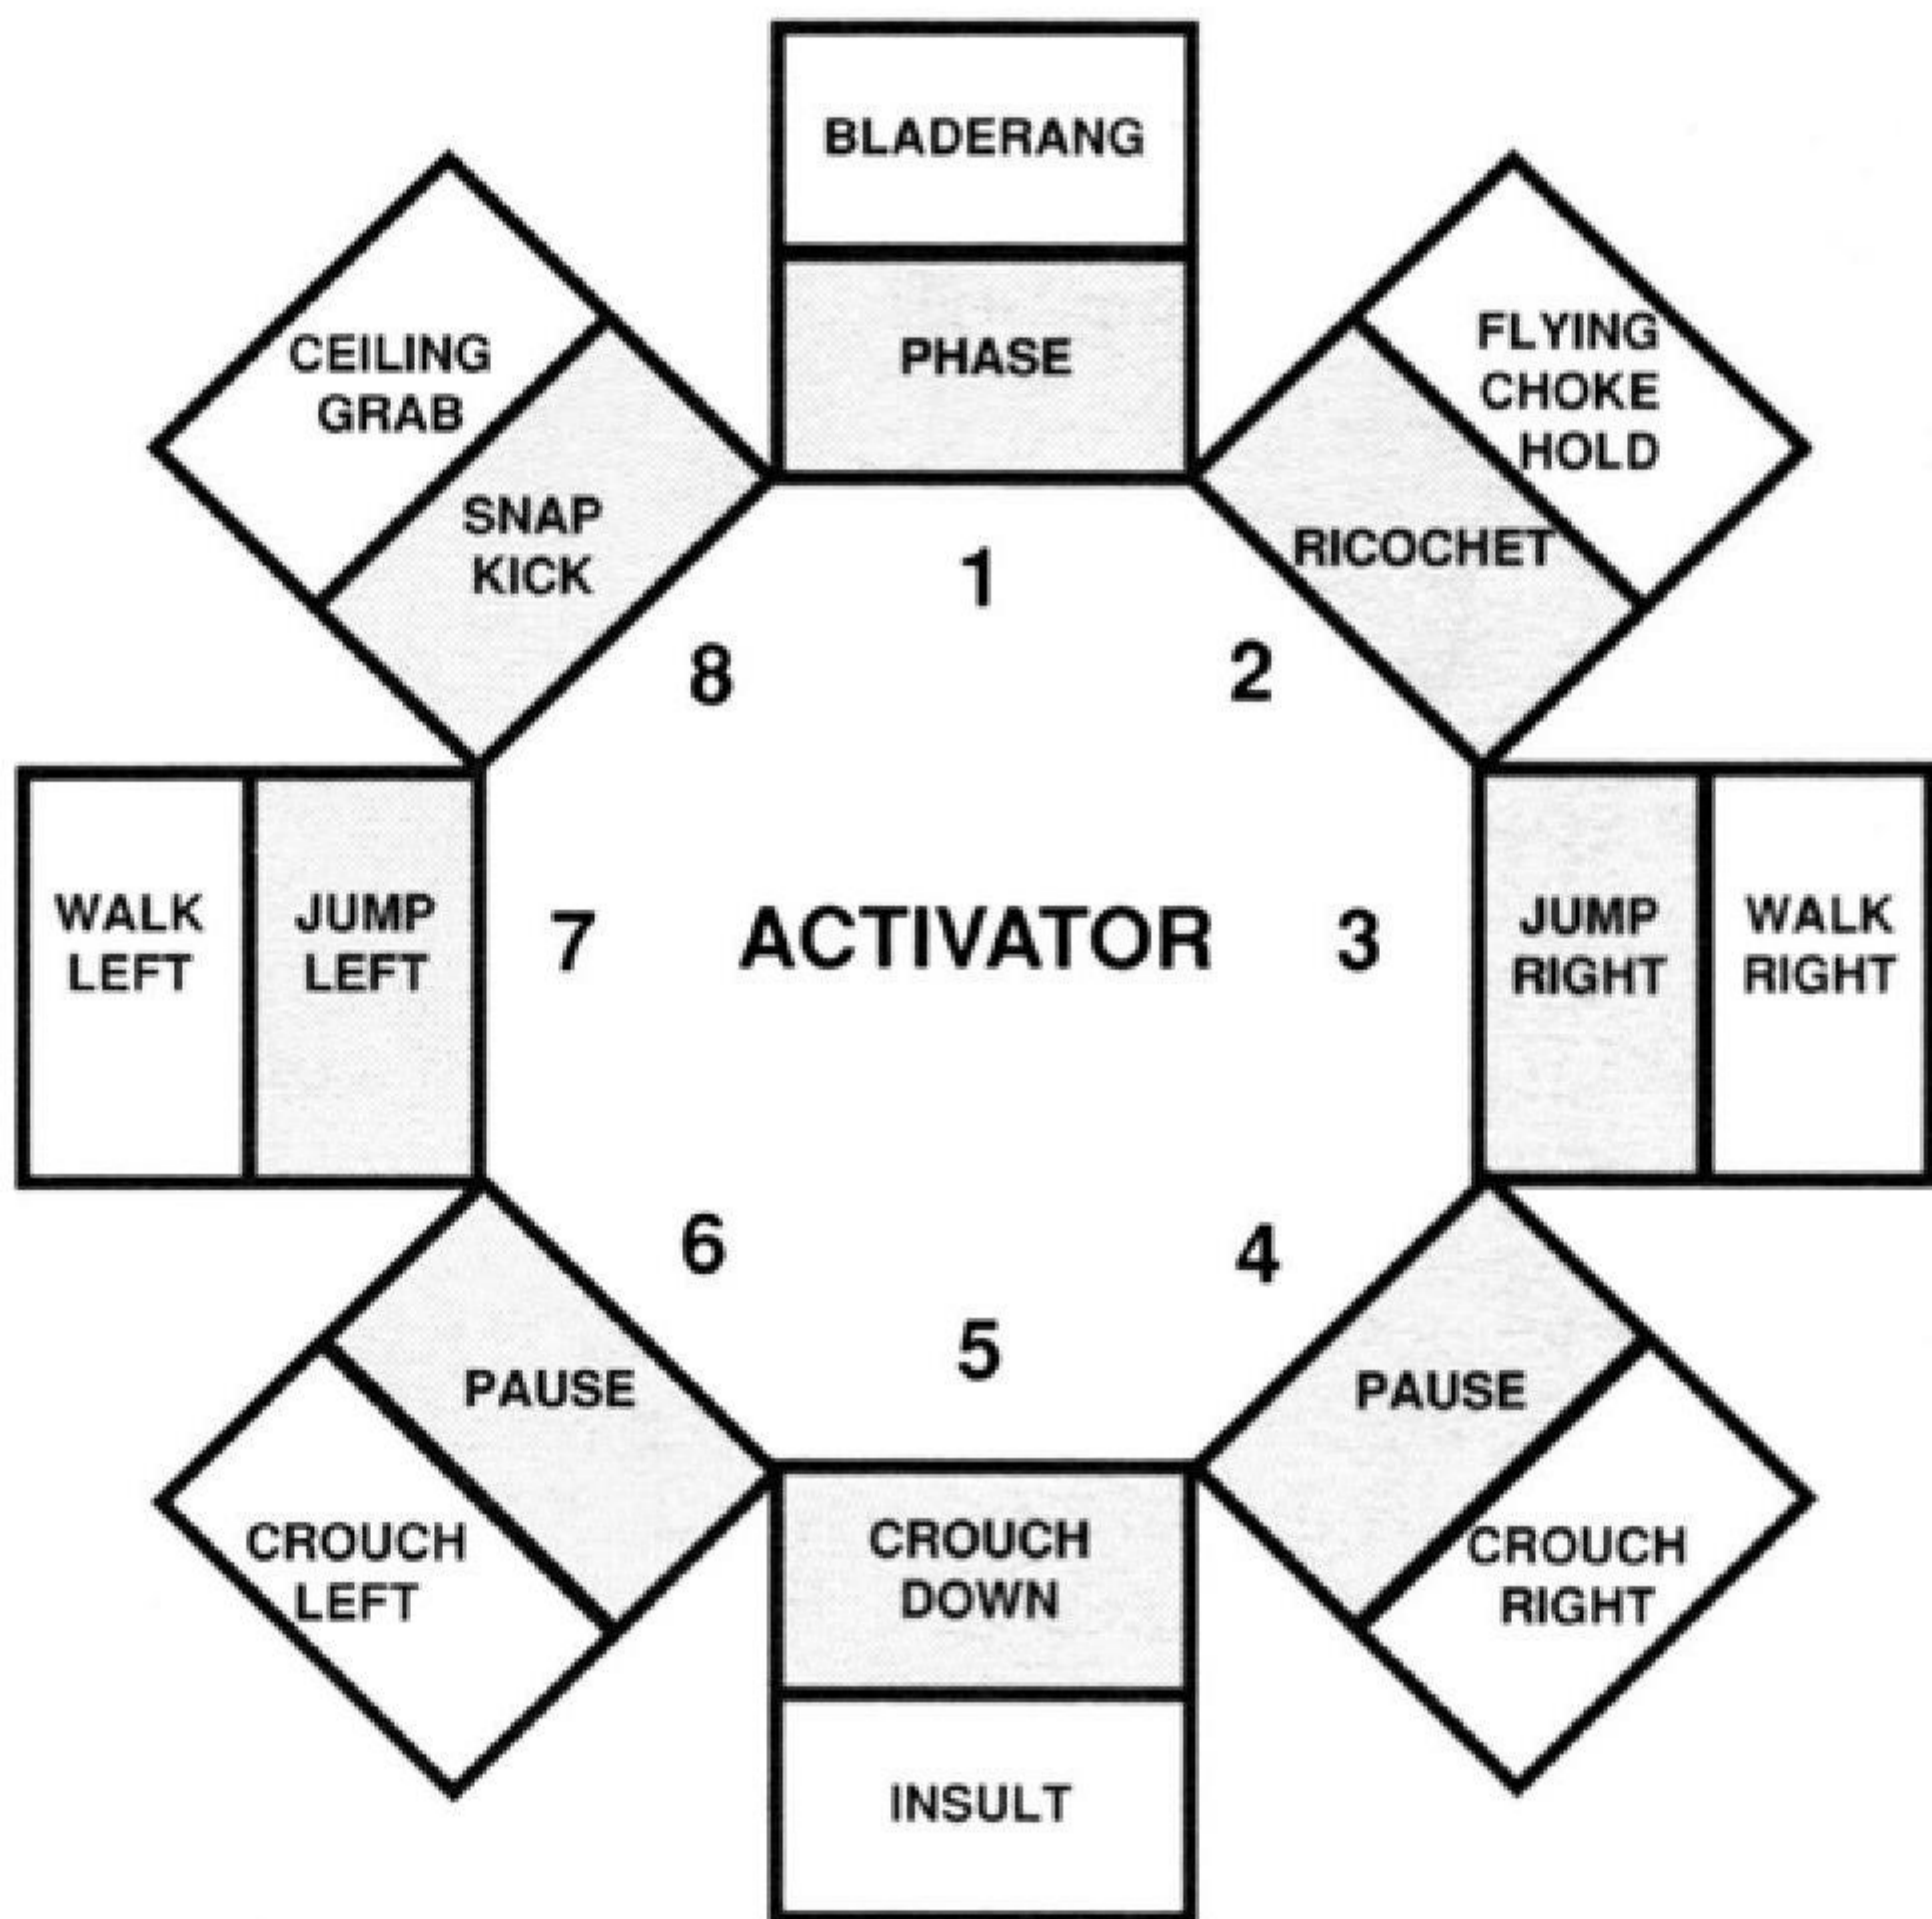 BLADERANG
PHASE
CEILING
GRAB
SNAP
KICK
FLYING
CHOKE
HOLD
RICOCHET
1
8
2
WALK
LEFT
JUMP
LEFT
7
ACTIVATOR
3
JUMP
RIGHT
WALK
RIGHT
6
4
5
PAUSE
PAUSE
CROUCH
LEFT
CROUCH
DOWN
CROUCH
RIGHT
INSULT